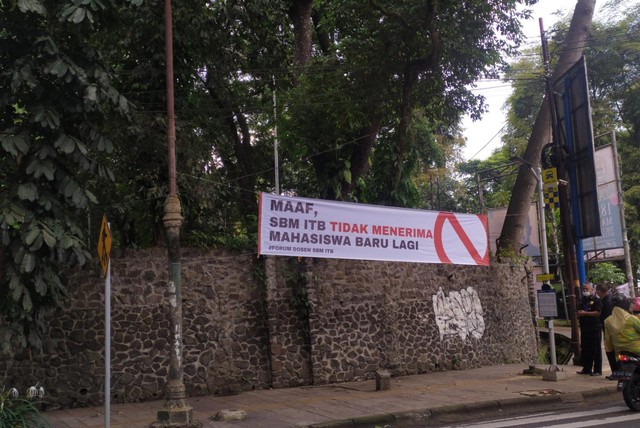 MAAF,
SBM ITB TIDAK MENERIMA
MAHASISWA BARU LAGI
#FORUM DOSEN SBM ITB